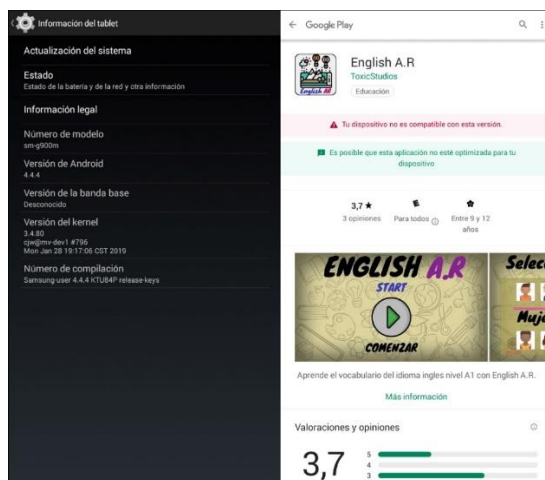 Información del tablet
Actualización del sistema
Estado
Estado de la batería y de la red y otra información
Información legal
Número de modelo
sm-g900m
Versión de Android
4.4.4
Versión de la banda base
Desconocido
Versión del kernel
3.4.80
cjw@mv-dev1 #796
Mon Jan 28 19:17:06 CST 2019
Número de compilación
Samsung-user 4.4.4 KTU84P release-keys
Google Play
English AR
English A.R
ToxicStudios
Educación
Tu dispositivo no es compatible con esta versión.
Es posible que esta aplicación no esté optimizada para tu
dispositivo
3,7 ★
3 opiniones
Para todos
Entre 9 y 12
años
ENGLISH A.R
START
COMENZAR
Selec
Muje
Aprende el vocabulario del idioma ingles nivel A1 con English A.R.
Más información
Valoraciones y opiniones
3,7
5
4
3